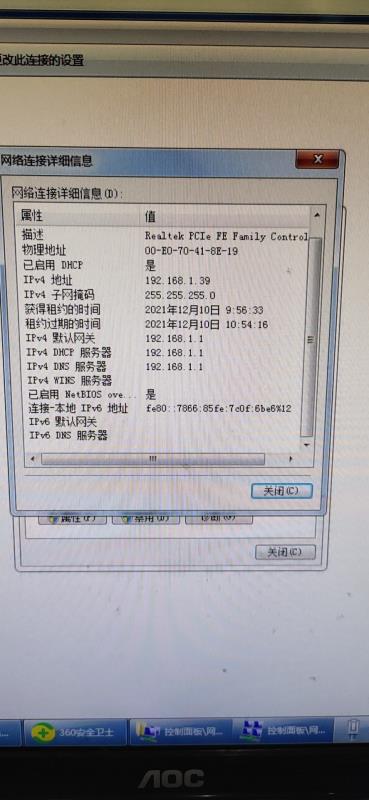 更改此连接的设置
网络连接详细信息
网络连接详细信息(D):
属性 值
描述 Realtek PCIe FE Family Control
物理地址 00-E0-70-41-8E-19
已启用 DHCP 是
IPv4 地址 192.168.1.39
IPv4 子网掩码 255.255.255.0
获得租约的时间 2021年12月10日 9:56:33
租约过期的时间 2021年12月10日 10:54:16
IPv4 默认网关 192.168.1.1
IPv4 DHCP 服务器 192.168.1.1
IPv4 DNS 服务器 192.168.1.1
IPv4 WINS 服务器
已启用 NetBIOS ove... 是
连接-本地 IPv6 地址 fe80::7866:85fe:7c0f:6be6%12
IPv6 默认网关
IPv6 DNS 服务器
关闭(C)
属性(P) 禁用(D) 诊断(G)
关闭(C)
360安全卫士 控制面板\网... 控制面板\网...
AOC